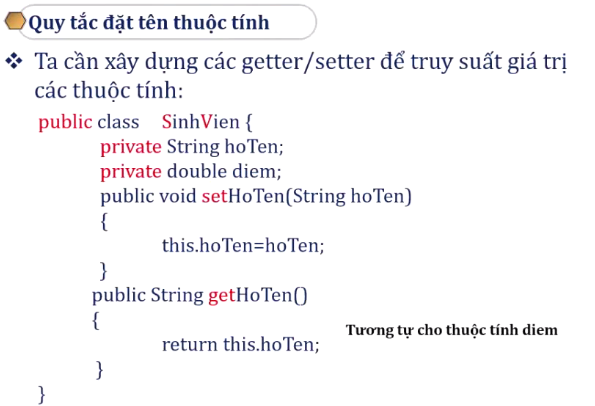 Quy tắc đặt tên thuộc tính
Ta cần xây dựng các getter/setter để truy suất giá trị
các thuộc tính:
public class SinhVien {
private String hoTen;
private double diem;
public void setHoTen(String hoTen)
{
this.hoTen=hoTen;
}
public String getHoTen()
{
Tương tự cho thuộc tính diem
return this.hoTen;
}
}